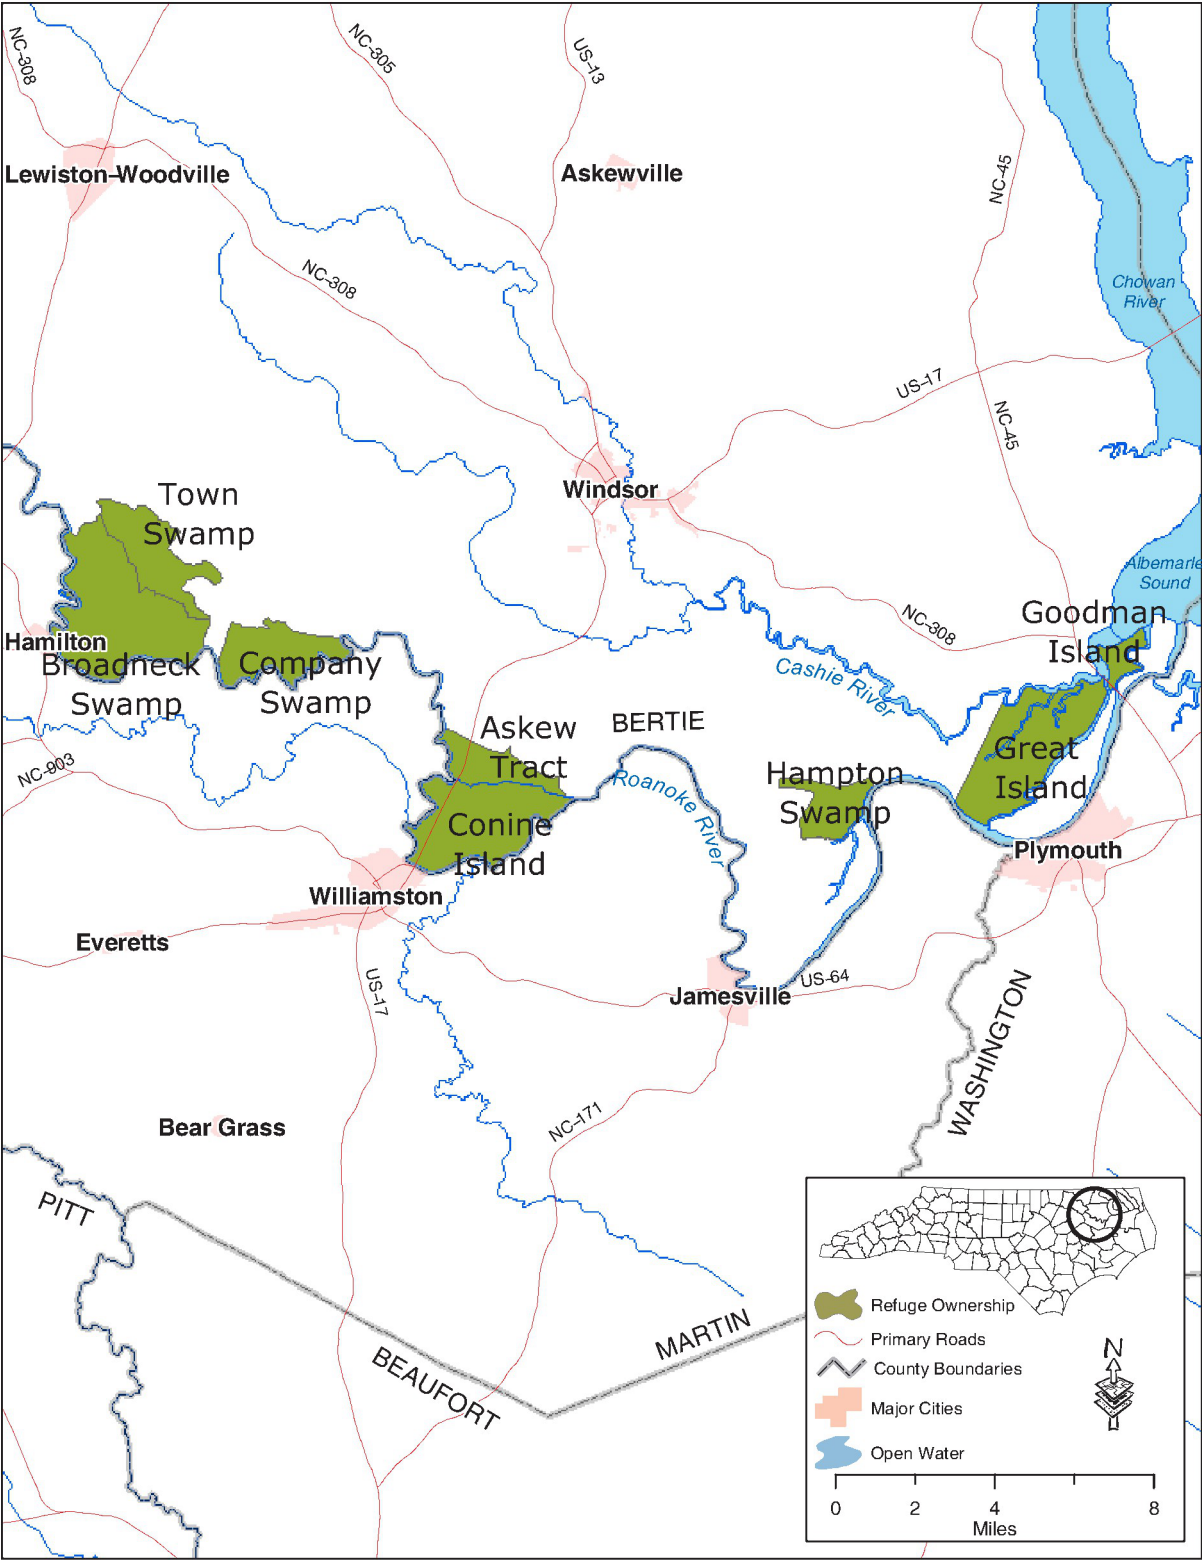 NC-308
NC-305
US-13
Lewiston-Woodville
Askewville
NC-45
NC-308
Chowan
River
US-17
NC-45
Windsor
Town
Swamp
Albemarle
Sound
Goodman
Island
NC-308
Hamilton
Broadneck
Swamp
Company
Swamp
Cashie River
Askew
Tract
BERTIE
Great
Island
NC-903
Roanoke River
Hampton
Swamp
Conine
Island
Plymouth
Williamston
Everetts
US-17
US-64
Jamesville
WASHINGTON
Bear Grass
NC-171
PITT
MARTIN
BEAUFORT
Refuge Ownership
Primary Roads
N
County Boundaries
Major Cities
Open Water
0 2 4 8
Miles